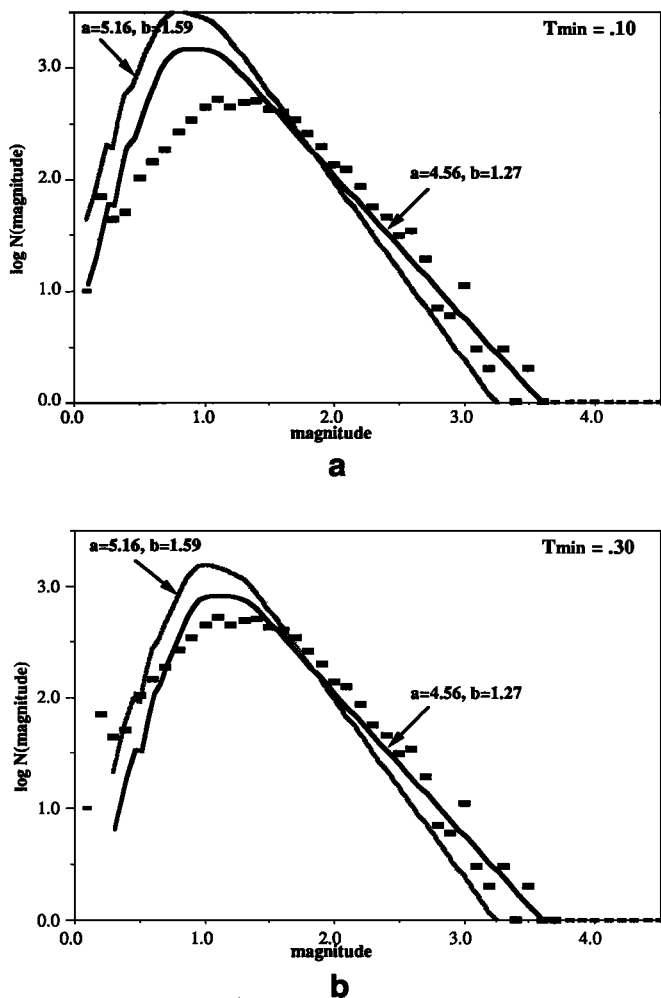 a=5.16, b=1.59
Tmin = .10
3.0
log N(magnitude)
2.0
a=4.56, b=1.27
1.0
0.0
0.0 1.0 2.0 3.0 4.0
magnitude
a
a=5.16, b=1.59
Tmin = .30
3.0
log N(magnitude)
2.0
a=4.56, b=1.27
1.0
0.0
0.0 1.0 2.0 3.0 4.0
magnitude
b